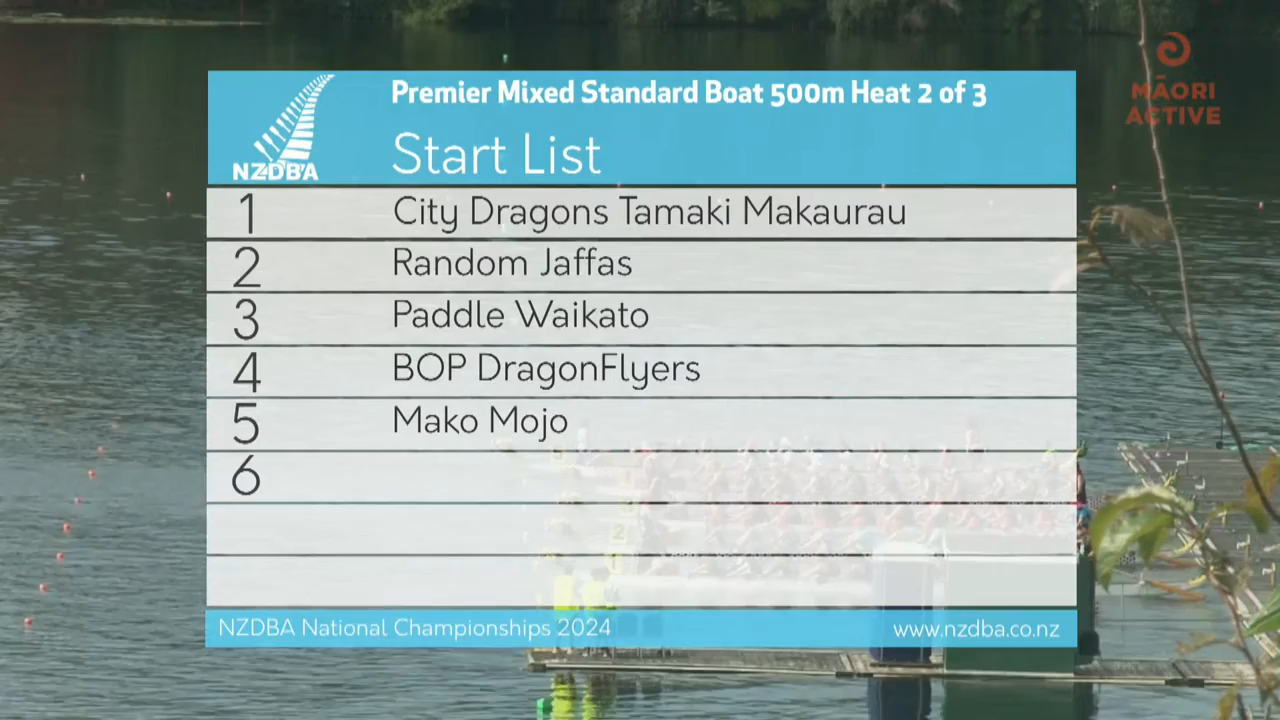 Premier Mixed Standard Boat 500m Heat 2 of 3
NZDBA
Start List
MĀORI
ACTIVE
1 City Dragons Tamaki Makaurau
2 Random Jaffas
3 Paddle Waikato
4 BOP DragonFlyers
5 Mako Mojo
6
2
NZDBA National Championships 2024
www.nzdba.co.nz